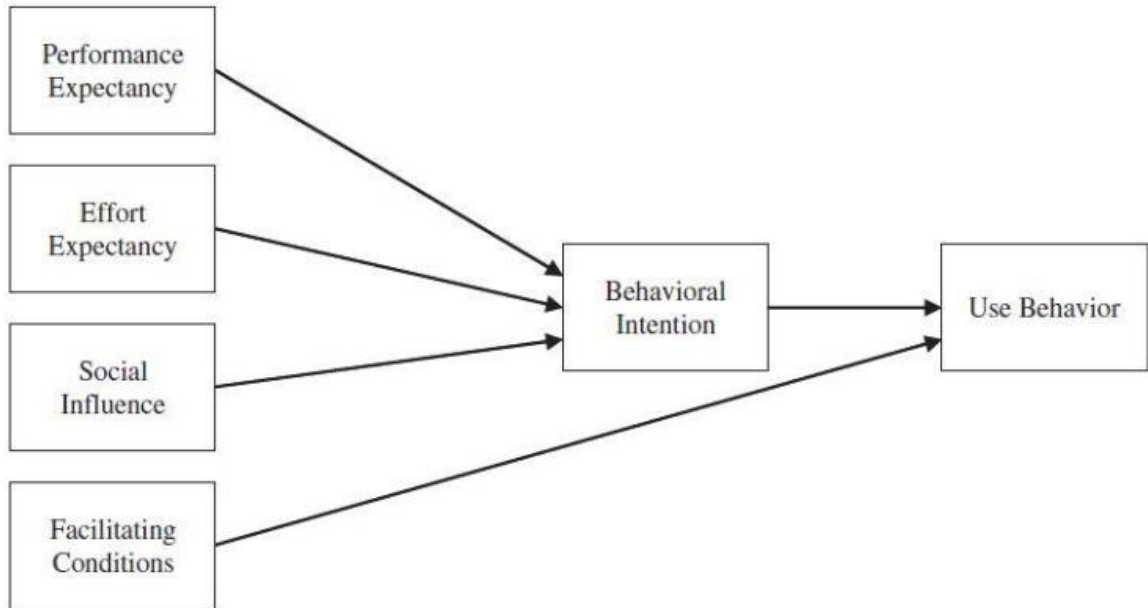 Performance
Expectancy
Effort
Expectancy
Social
Influence
Facilitating
Conditions
Behavioral
Intention
Use Behavior